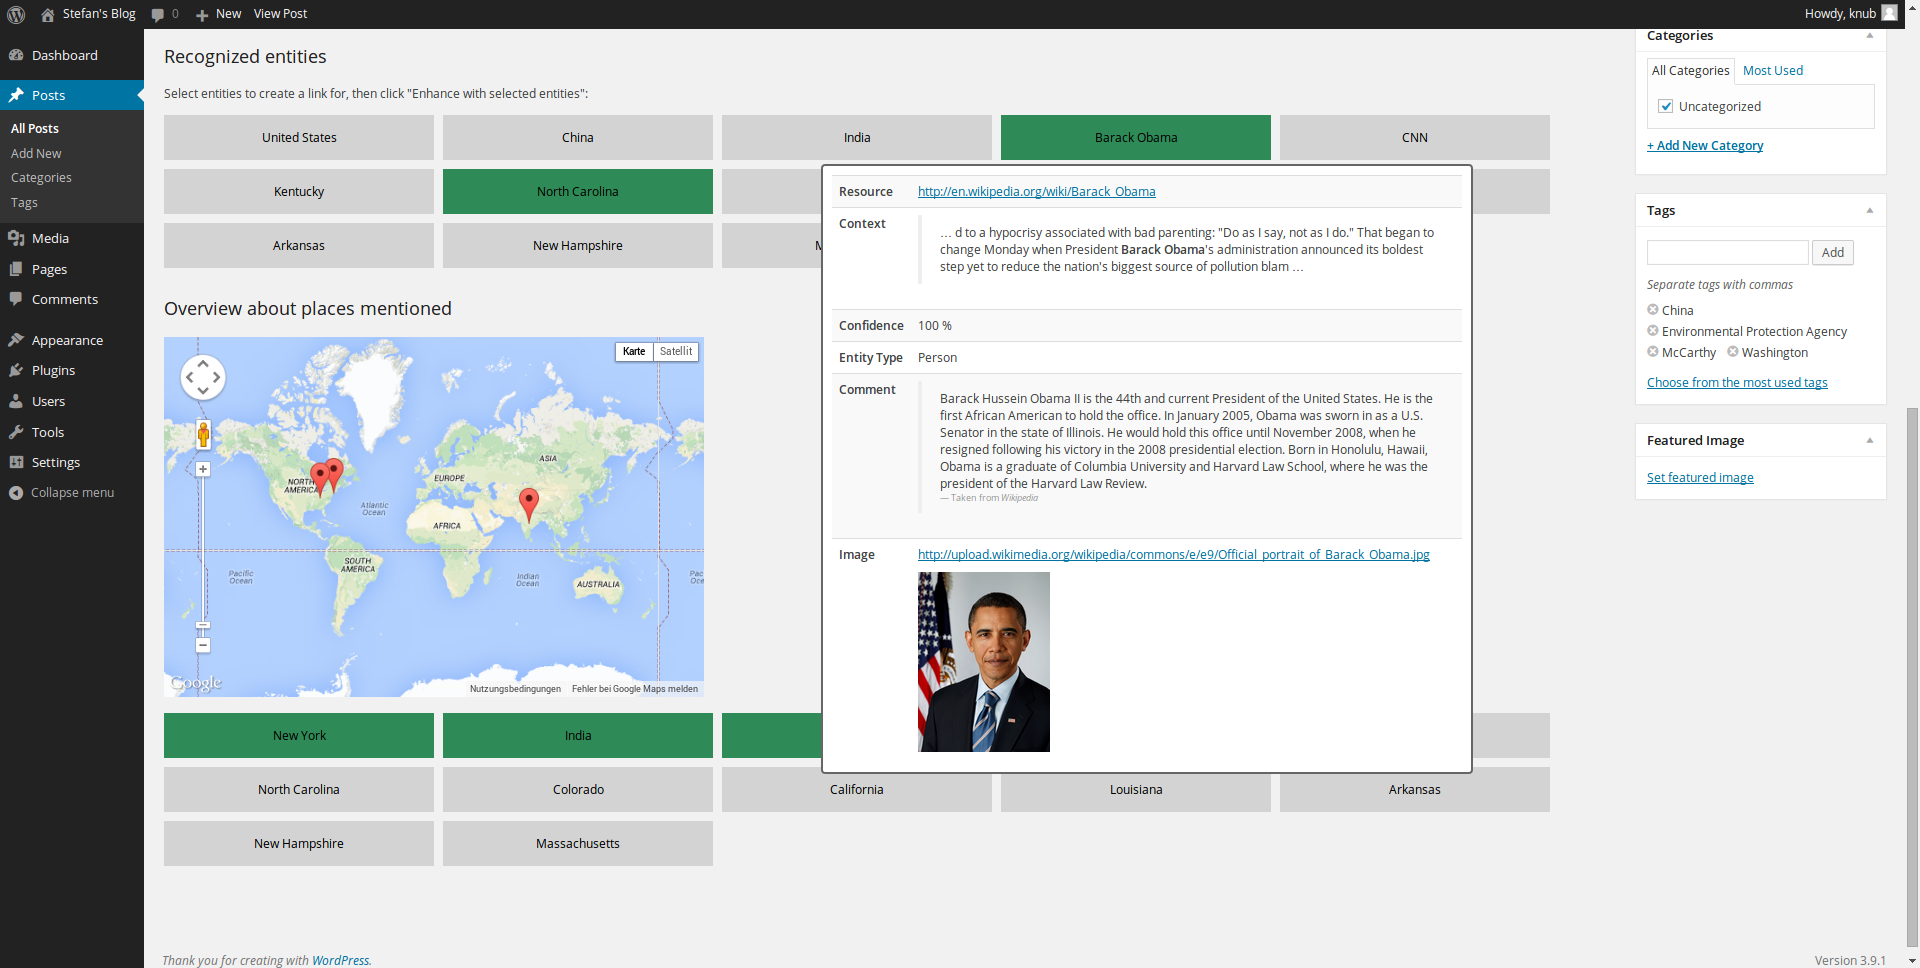 Stefan's Blog 0 New View Post Howdy, knub
Dashboard
Posts
All Posts
Add New
Categories
Tags
Media
Pages
Comments
Appearance
Plugins
Users
Tools
Settings
Collapse menu
Recognized entities
Select entities to create a link for, then click "Enhance with selected entities":
United States China India Barack Obama CNN
Kentucky North Carolina
Arkansas New Hampshire M
Resource http://en.wikipedia.org/wiki/Barack_Obama
Context
... d to a hypocrisy associated with bad parenting: "Do as I say, not as I do." That began to
change Monday when President Barack Obama's administration announced its boldest
step yet to reduce the nation's biggest source of pollution blam ...
Confidence 100 %
Entity Type Person
Comment
Barack Hussein Obama II is the 44th and current President of the United States. He is the
first African American to hold the office. In January 2005, Obama was sworn in as a U.S.
Senator in the state of Illinois. He would hold this office until November 2008, when he
resigned following his victory in the 2008 presidential election. Born in Honolulu, Hawaii,
Obama is a graduate of Columbia University and Harvard Law School, where he was the
president of the Harvard Law Review.
— Taken from Wikipedia
Image http://upload.wikimedia.org/wikipedia/commons/e/e9/Official_portrait_of_Barack_Obama.jpg
Overview about places mentioned
Karte Satellit
ASIA
EUROPE
NORTH
AMERICA
Atlantic
Ocean
AFRICA
SOUTH
AMERICA
Pacific
Ocean
Indian
Ocean
AUSTRALIA
Pac
Oc
Google
Nutzungsbedingungen Fehler bei Google Maps melden
New York India
North Carolina Colorado California Louisiana Arkansas
New Hampshire Massachusetts
Categories
All Categories Most Used
Uncategorized
+ Add New Category
Tags
Add
Separate tags with commas
China
Environmental Protection Agency
McCarthy Washington
Choose from the most used tags
Featured Image
Set featured image
Thank you for creating with WordPress.
Version 3.9.1